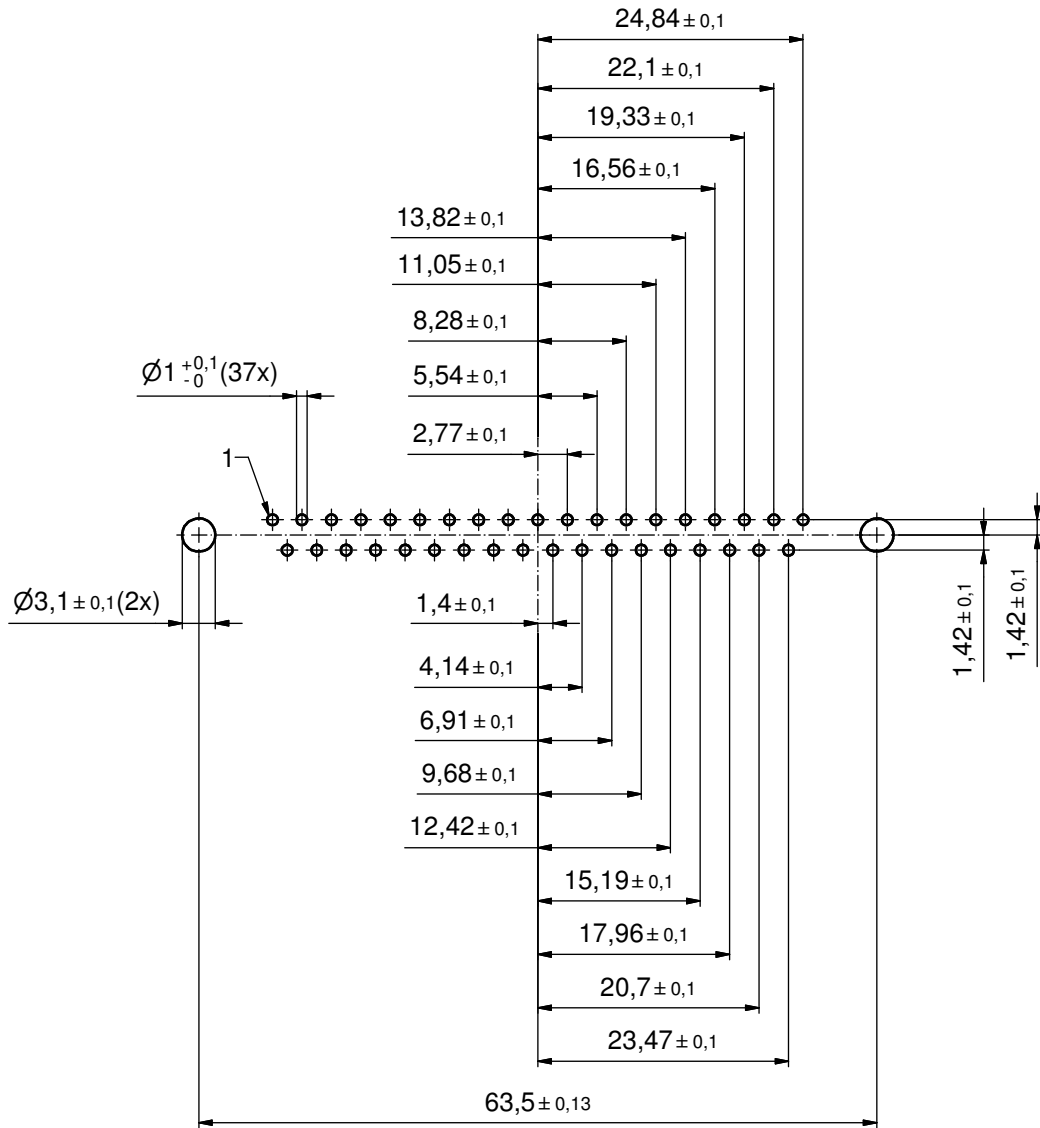 24,84 ± 0,1
22,1 ± 0,1
19,33 ± 0,1
16,56 ± 0,1
13,82 ± 0,1
11,05 ± 0,1
8,28 ± 0,1
Ø1 +0,1 -0 (37x)
5,54 ± 0,1
2,77 ± 0,1
1
Ø3,1 ± 0,1(2x)
1,4 ± 0,1
1,42 ± 0,1
1,42 ± 0,1
4,14 ± 0,1
6,91 ± 0,1
9,68 ± 0,1
12,42 ± 0,1
15,19 ± 0,1
17,96 ± 0,1
20,7 ± 0,1
23,47 ± 0,1
63,5 ± 0,13